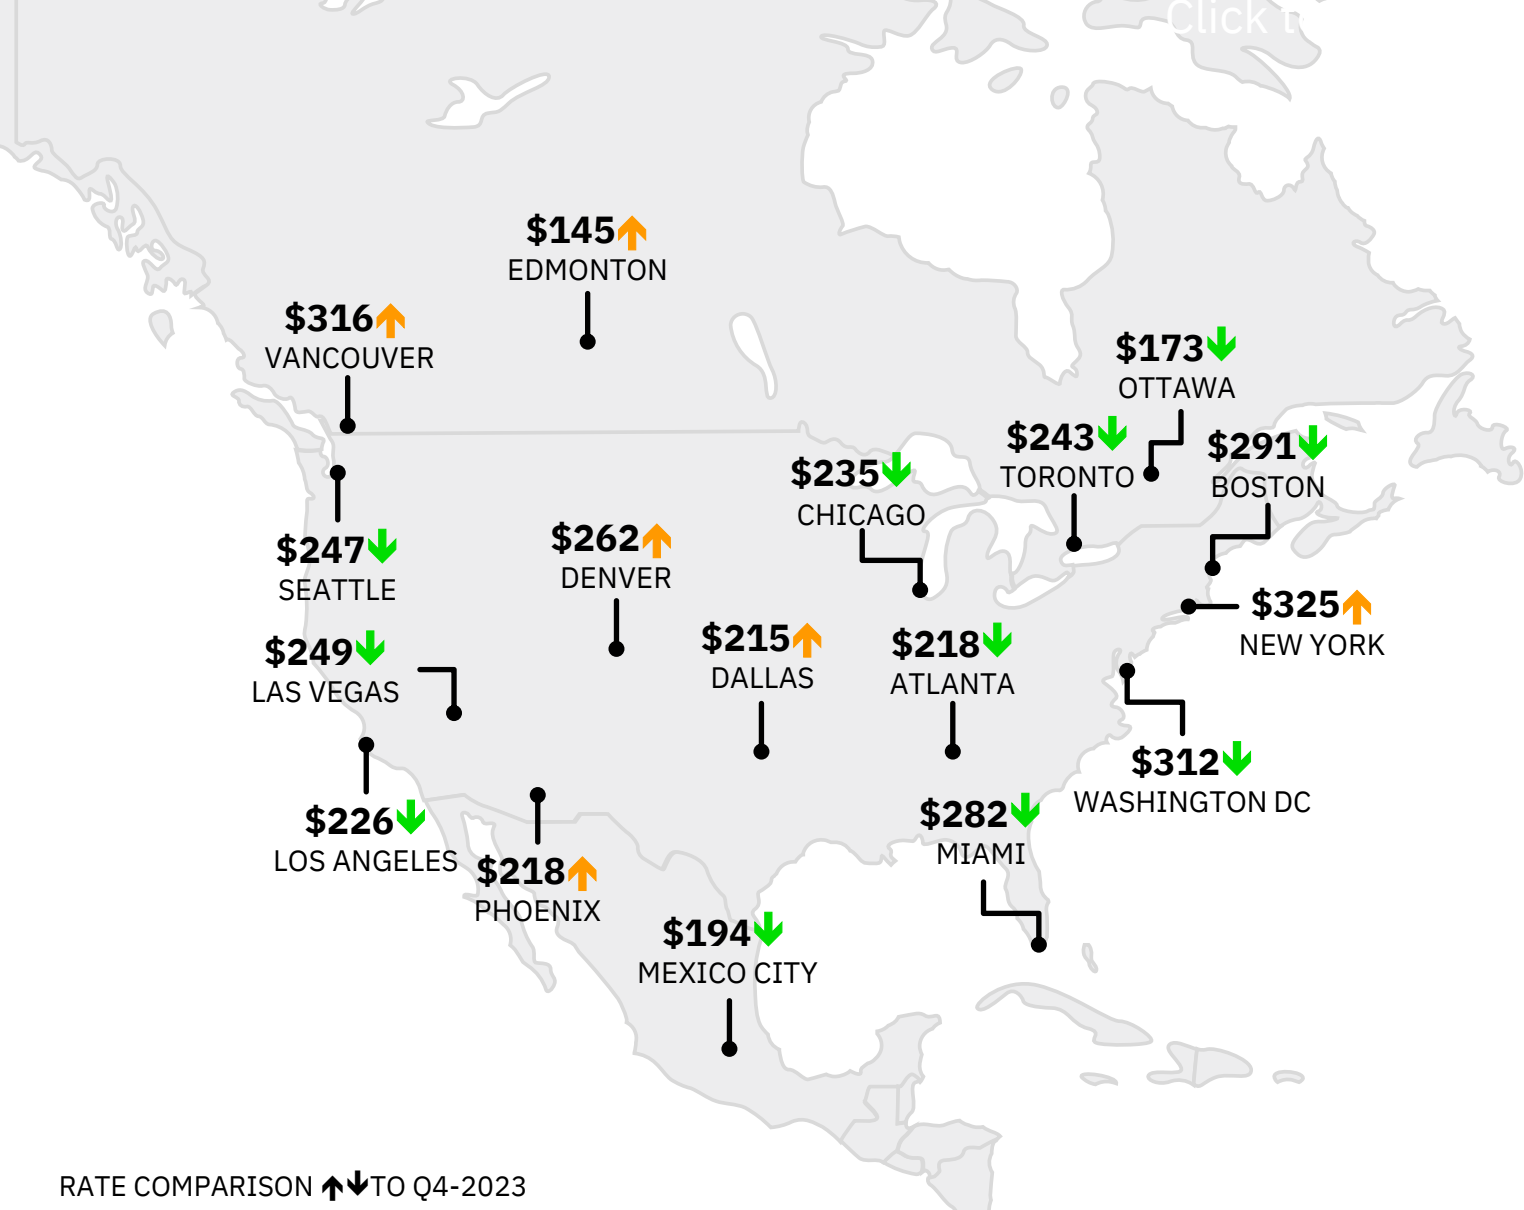 Click t
$145
EDMONTON
$316
VANCOUVER
$173
OTTAWA
$243
TORONTO
$291
BOSTON
$235
CHICAGO
$247
SEATTLE
$262
DENVER
$325
NEW YORK
$215
DALLAS
$218
ATLANTA
$249
LAS VEGAS
$312
WASHINGTON DC
$226
LOS ANGELES
$282
MIAMI
$218
PHOENIX
$194
MEXICO CITY
RATE COMPARISON ↑↓TO Q4-2023